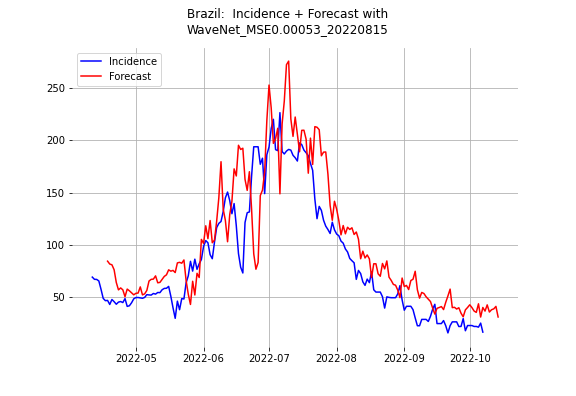 Brazil:  Incidence + Forecast with
WaveNet_MSE0.00053_20220815
Incidence
Forecast
250
200
150
100
50
2022-05
2022-06
2022-07
2022-08
2022-09
2022-10